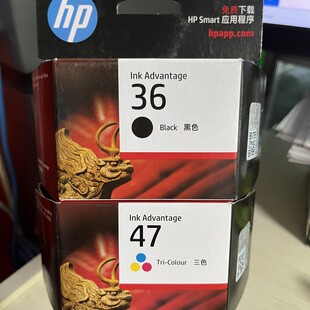 hp
免费下载
HP Smart 应用程序
hpapp.com
Ink Advantage
36
Black 黑色
Ink Advantage
47
Tri-Colour 三色